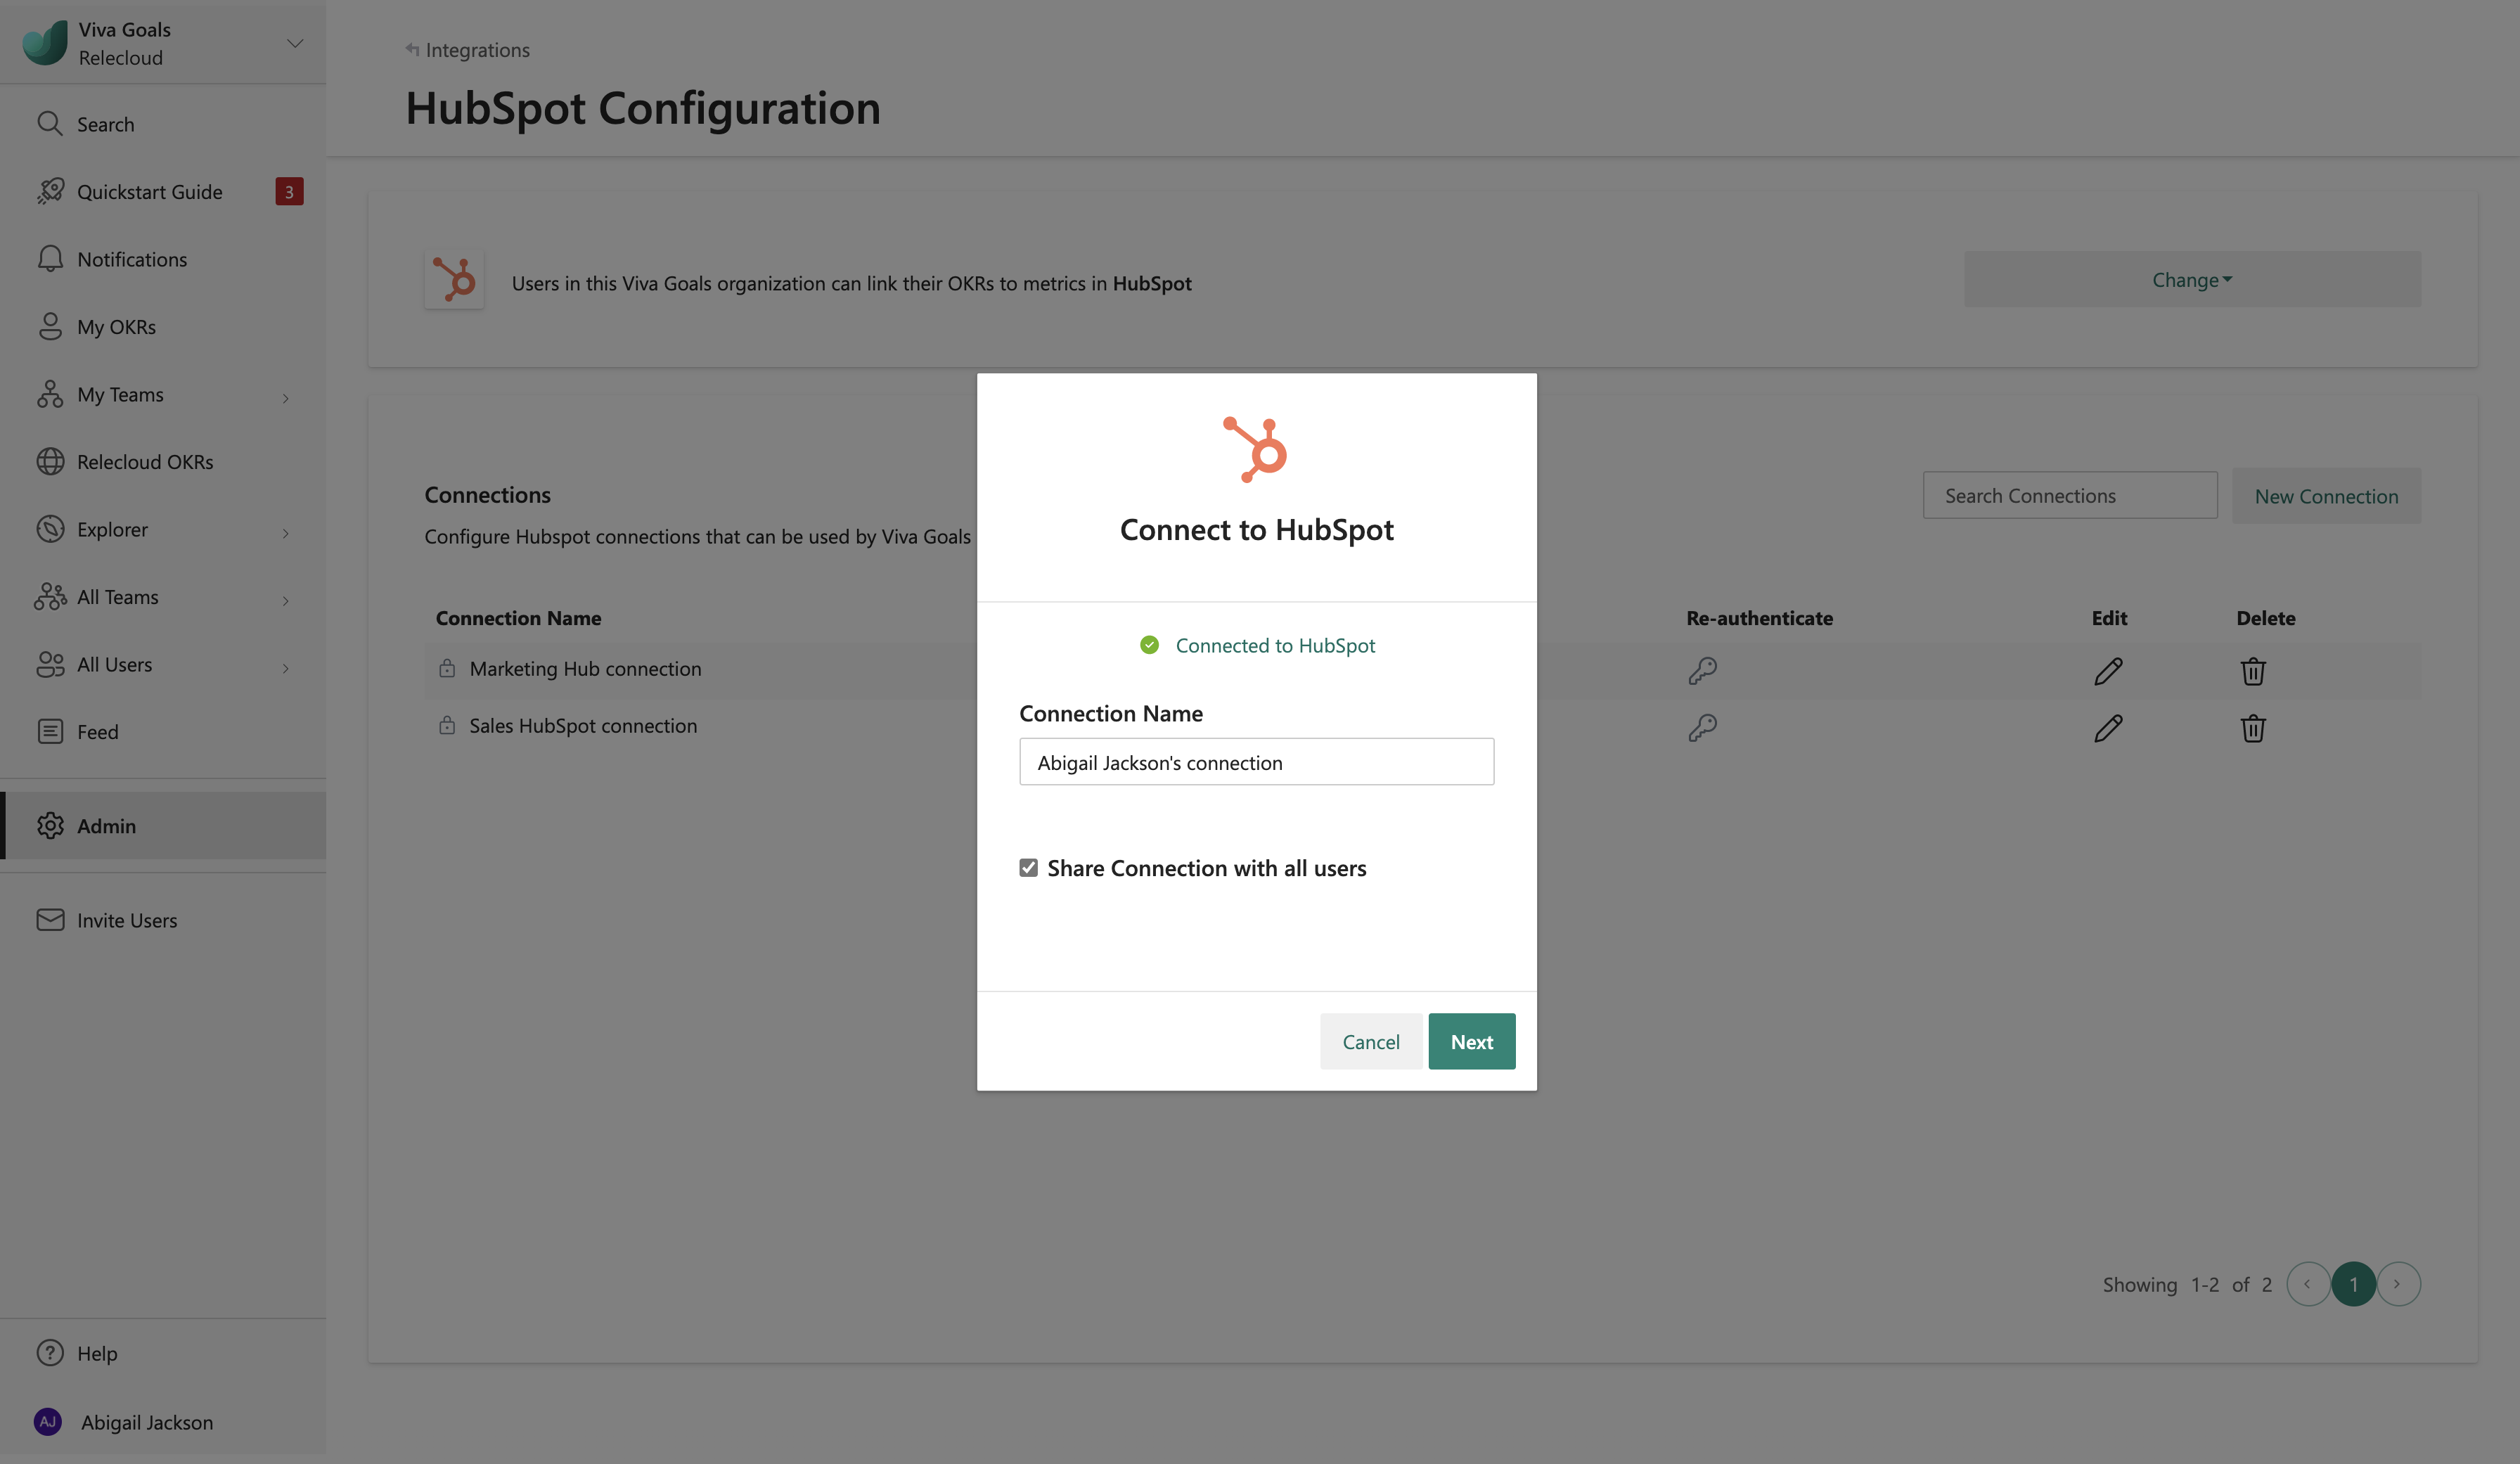 Viva Goals
Relecloud
Search
Quickstart Guide 3
Notifications
My OKRs
My Teams
Relecloud OKRs
Explorer
All Teams
All Users
Feed
Admin
Invite Users
Help
AJ Abigail Jackson
Integrations
HubSpot Configuration
Users in this Viva Goals organization can link their OKRs to metrics in HubSpot
Change
Connections
Configure Hubspot connections that can be used by Viva Goals
Search Connections
New Connection
Connection Name Re-authenticate Edit Delete
Marketing Hub connection
Sales HubSpot connection
Showing 1-2 of 2 1
Connect to HubSpot
Connected to HubSpot
Connection Name
Abigail Jackson's connection
Share Connection with all users
Cancel Next